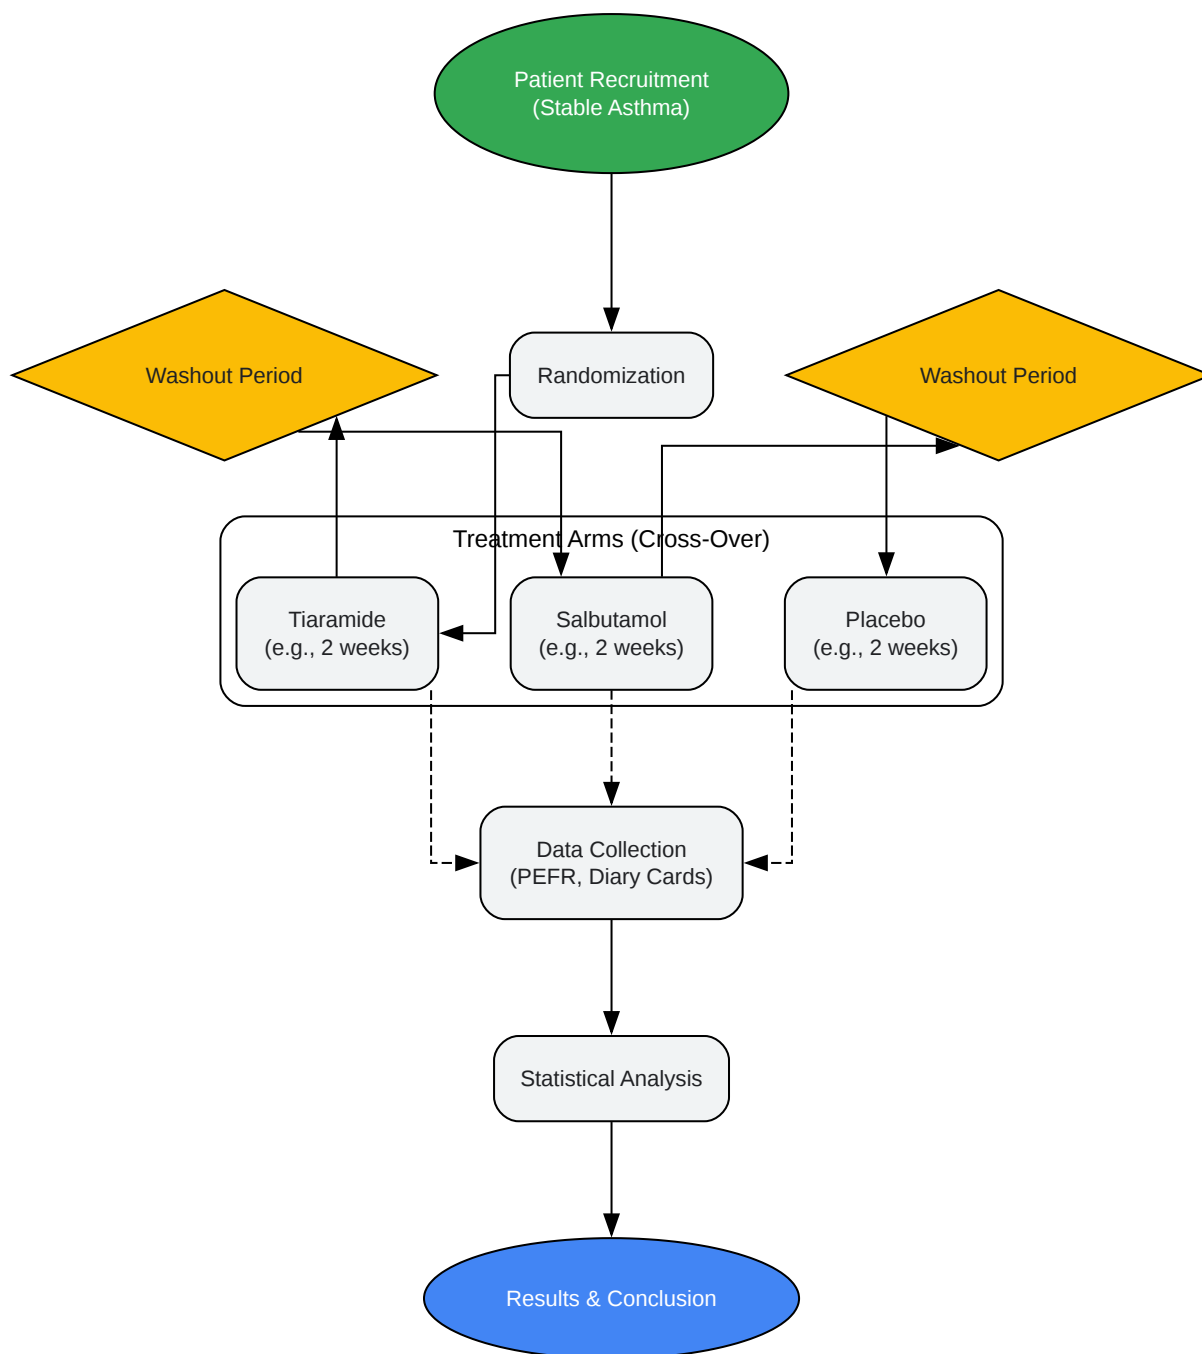 Patient Recruitment
(Stable Asthma)
Washout Period
Randomization
Washout Period
Treatment Arms (Cross-Over)
Tiaramide
(e.g., 2 weeks)
Salbutamol
(e.g., 2 weeks)
Placebo
(e.g., 2 weeks)
Data Collection
(PEFR, Diary Cards)
Statistical Analysis
Results & Conclusion